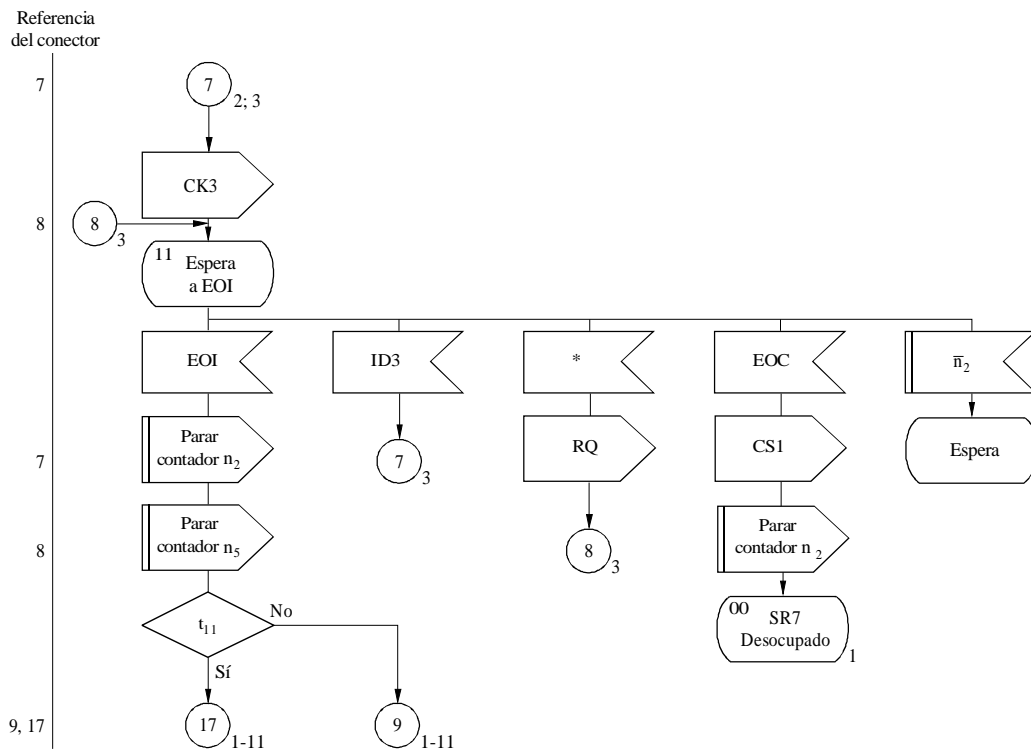 Referencia
del conector
7
7
2; 3
CK3
8
8
3
11
Espera
a EOI
EOI
ID3
*
EOC
n̅2
Parar
contador n2
7
3
RQ
CS1
Espera
7
Parar
contador n5
8
3
Parar
contador n 2
8
t11
No
Sí
00
SR7
Desocupado
1
9, 17
17
1-11
9
1-11